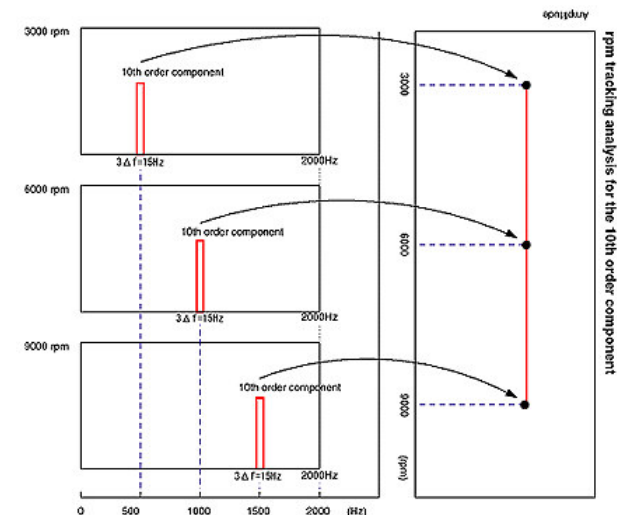 Amplitude
3000 rpm
10th order component
3Δf=15Hz
2000Hz
6000 rpm
10th order component
3Δf=15Hz
2000Hz
9000 rpm
10th order component
3Δf=15Hz
2000Hz
0 500 1000 1500 2000 (Hz)
3000
6000
9000
(rpm)
rpm tracking analysis for the 10th order component